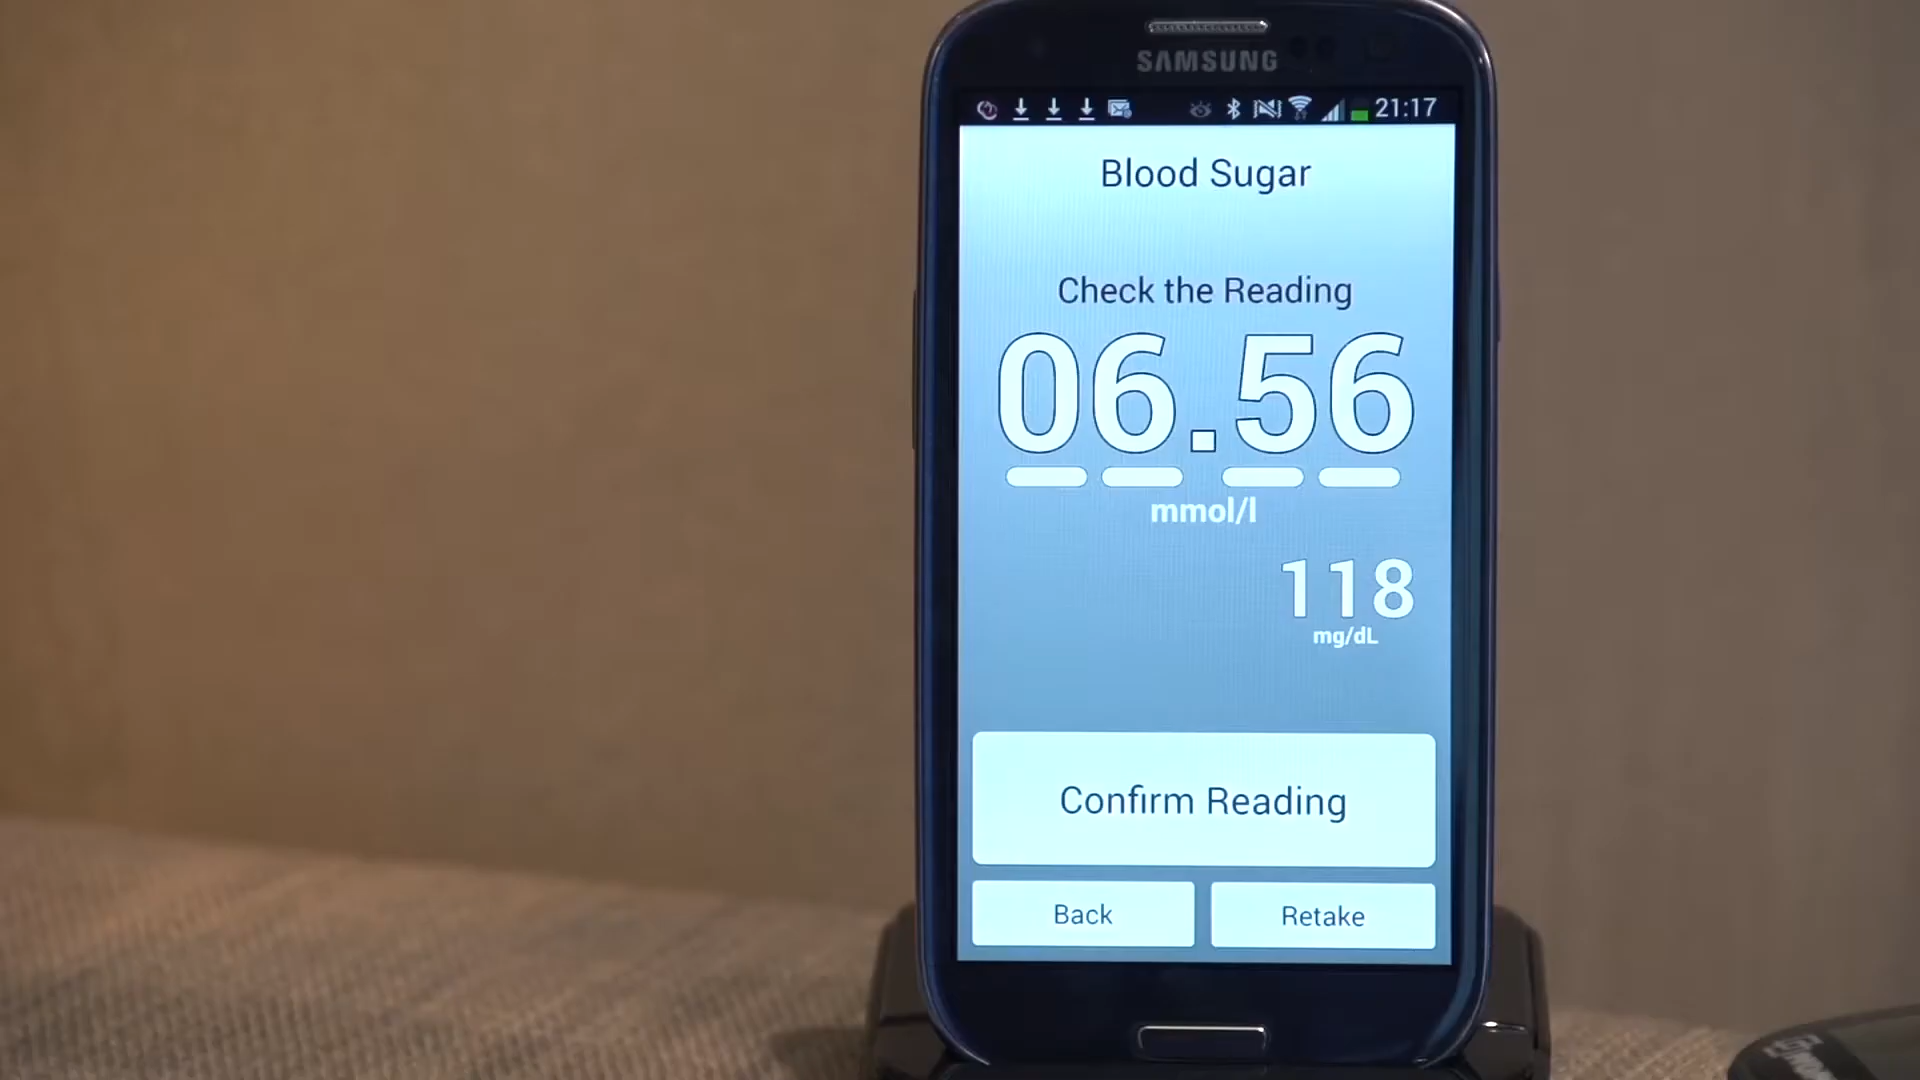 SAMSUNG
21:17
Blood Sugar
Check the Reading
06.56
mmol/l
118
mg/dL
Confirm Reading
Back
Retake